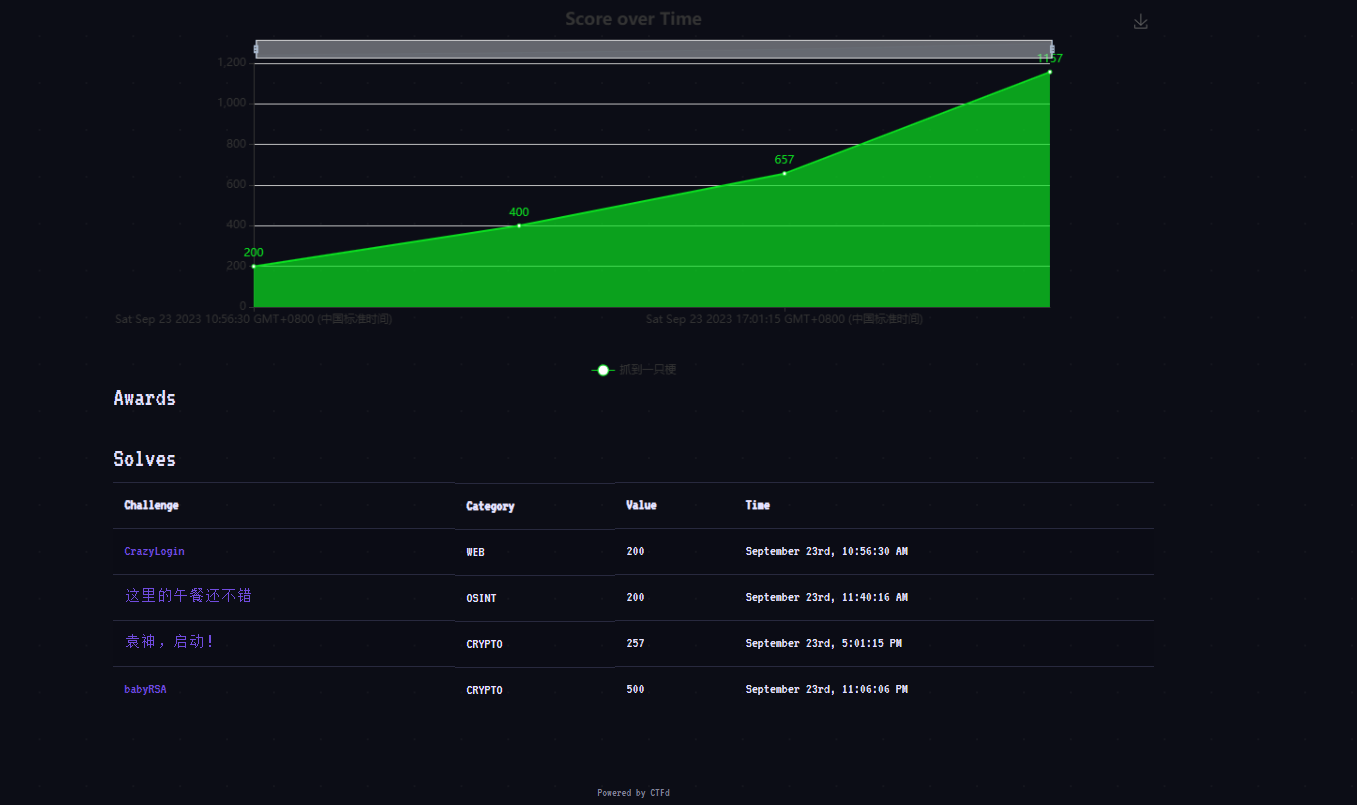 Score over Time
1157
1,200
1,000
800
657
600
400
400
200
200
0
Sat Sep 23 2023 10:56:30 GMT+0800 (中国标准时间) Sat Sep 23 2023 17:01:15 GMT+0800 (中国标准时间)
抓到一只梗
Awards
Solves
Challenge Category Value Time
CrazyLogin WEB 200 September 23rd, 10:56:30 AM
这里的午餐还不错 OSINT 200 September 23rd, 11:40:16 AM
袁神，启动！ CRYPTO 257 September 23rd, 5:01:15 PM
babyRSA CRYPTO 500 September 23rd, 11:06:06 PM
Powered by CTFd